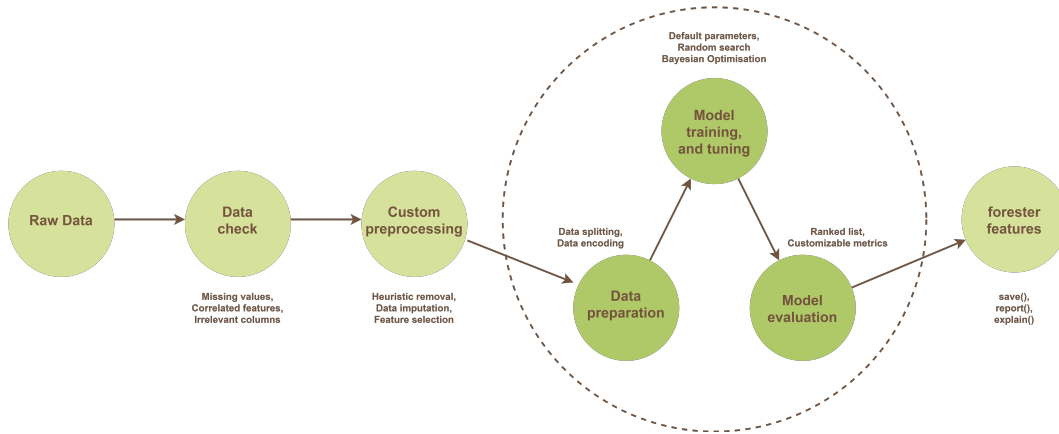 Raw Data
Data
check
Missing values,
Correlated features,
Irrelevant columns
Custom
preprocessing
Heuristic removal,
Data imputation,
Feature selection
Data splitting,
Data encoding
Data
preparation
Default parameters,
Random search
Bayesian Optimisation
Model
training,
and tuning
Ranked list,
Customizable metrics
Model
evaluation
forester
features
save(),
report(),
explain()